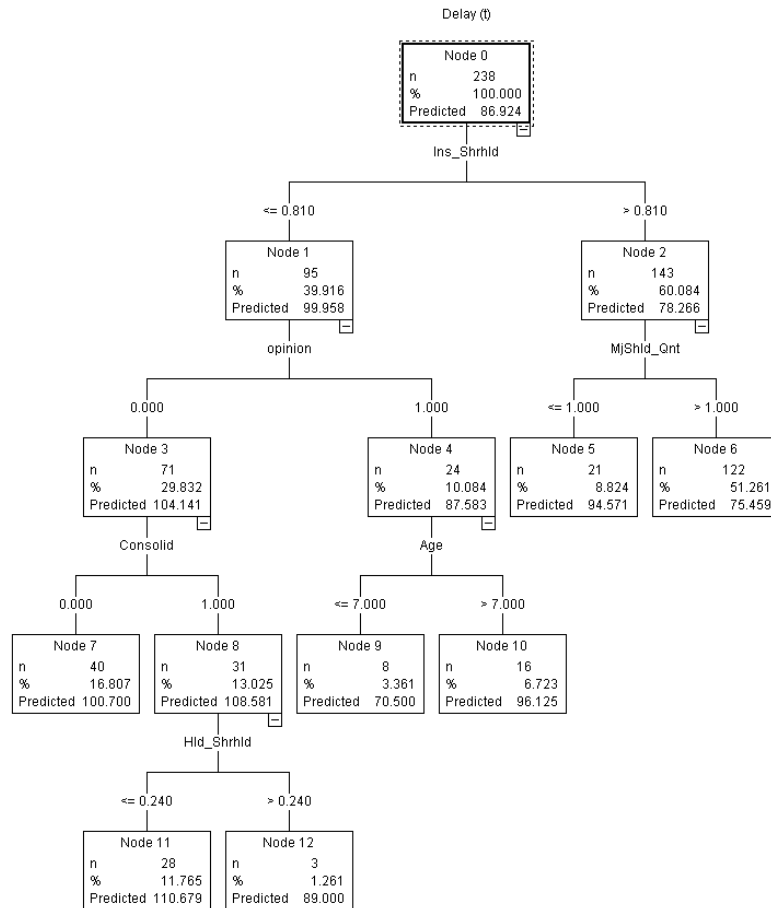 Delay (t)
Node 0
n 238
% 100.000
Predicted 86.924
Ins_Shrhld
<= 0.810
> 0.810
Node 1
n 95
% 39.916
Predicted 99.958
Node 2
n 143
% 60.084
Predicted 78.266
opinion
MjShld_Qnt
0.000
1.000
<= 1.000
> 1.000
Node 3
n 71
% 29.832
Predicted 104.141
Node 4
n 24
% 10.084
Predicted 87.583
Node 5
n 21
% 8.824
Predicted 94.571
Node 6
n 122
% 51.261
Predicted 75.459
Consolid
Age
0.000
1.000
<= 7.000
> 7.000
Node 7
n 40
% 16.807
Predicted 100.700
Node 8
n 31
% 13.025
Predicted 108.581
Node 9
n 8
% 3.361
Predicted 70.500
Node 10
n 16
% 6.723
Predicted 96.125
Hld_Shrhld
<= 0.240
> 0.240
Node 11
n 28
% 11.765
Predicted 110.679
Node 12
n 3
% 1.261
Predicted 89.000